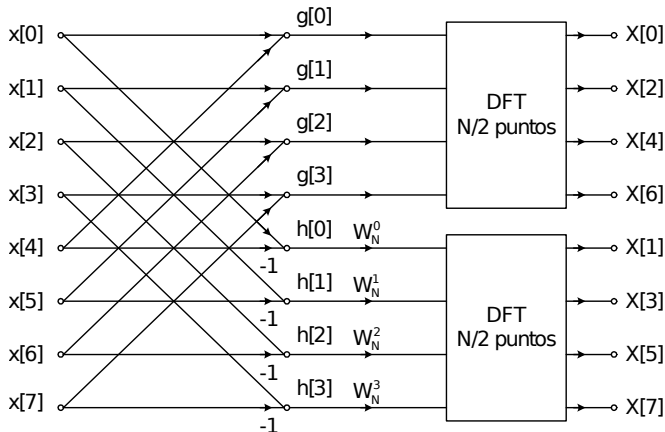 g[0]
x[0]
X[0]
g[1]
x[1]
X[2]
DFT
N/2 puntos
g[2]
x[2]
X[4]
g[3]
x[3]
X[6]
h[0] W_N^0
x[4]
X[1]
-1
h[1] W_N^1
x[5]
X[3]
-1
DFT
N/2 puntos
h[2] W_N^2
x[6]
X[5]
-1
h[3] W_N^3
x[7]
X[7]
-1